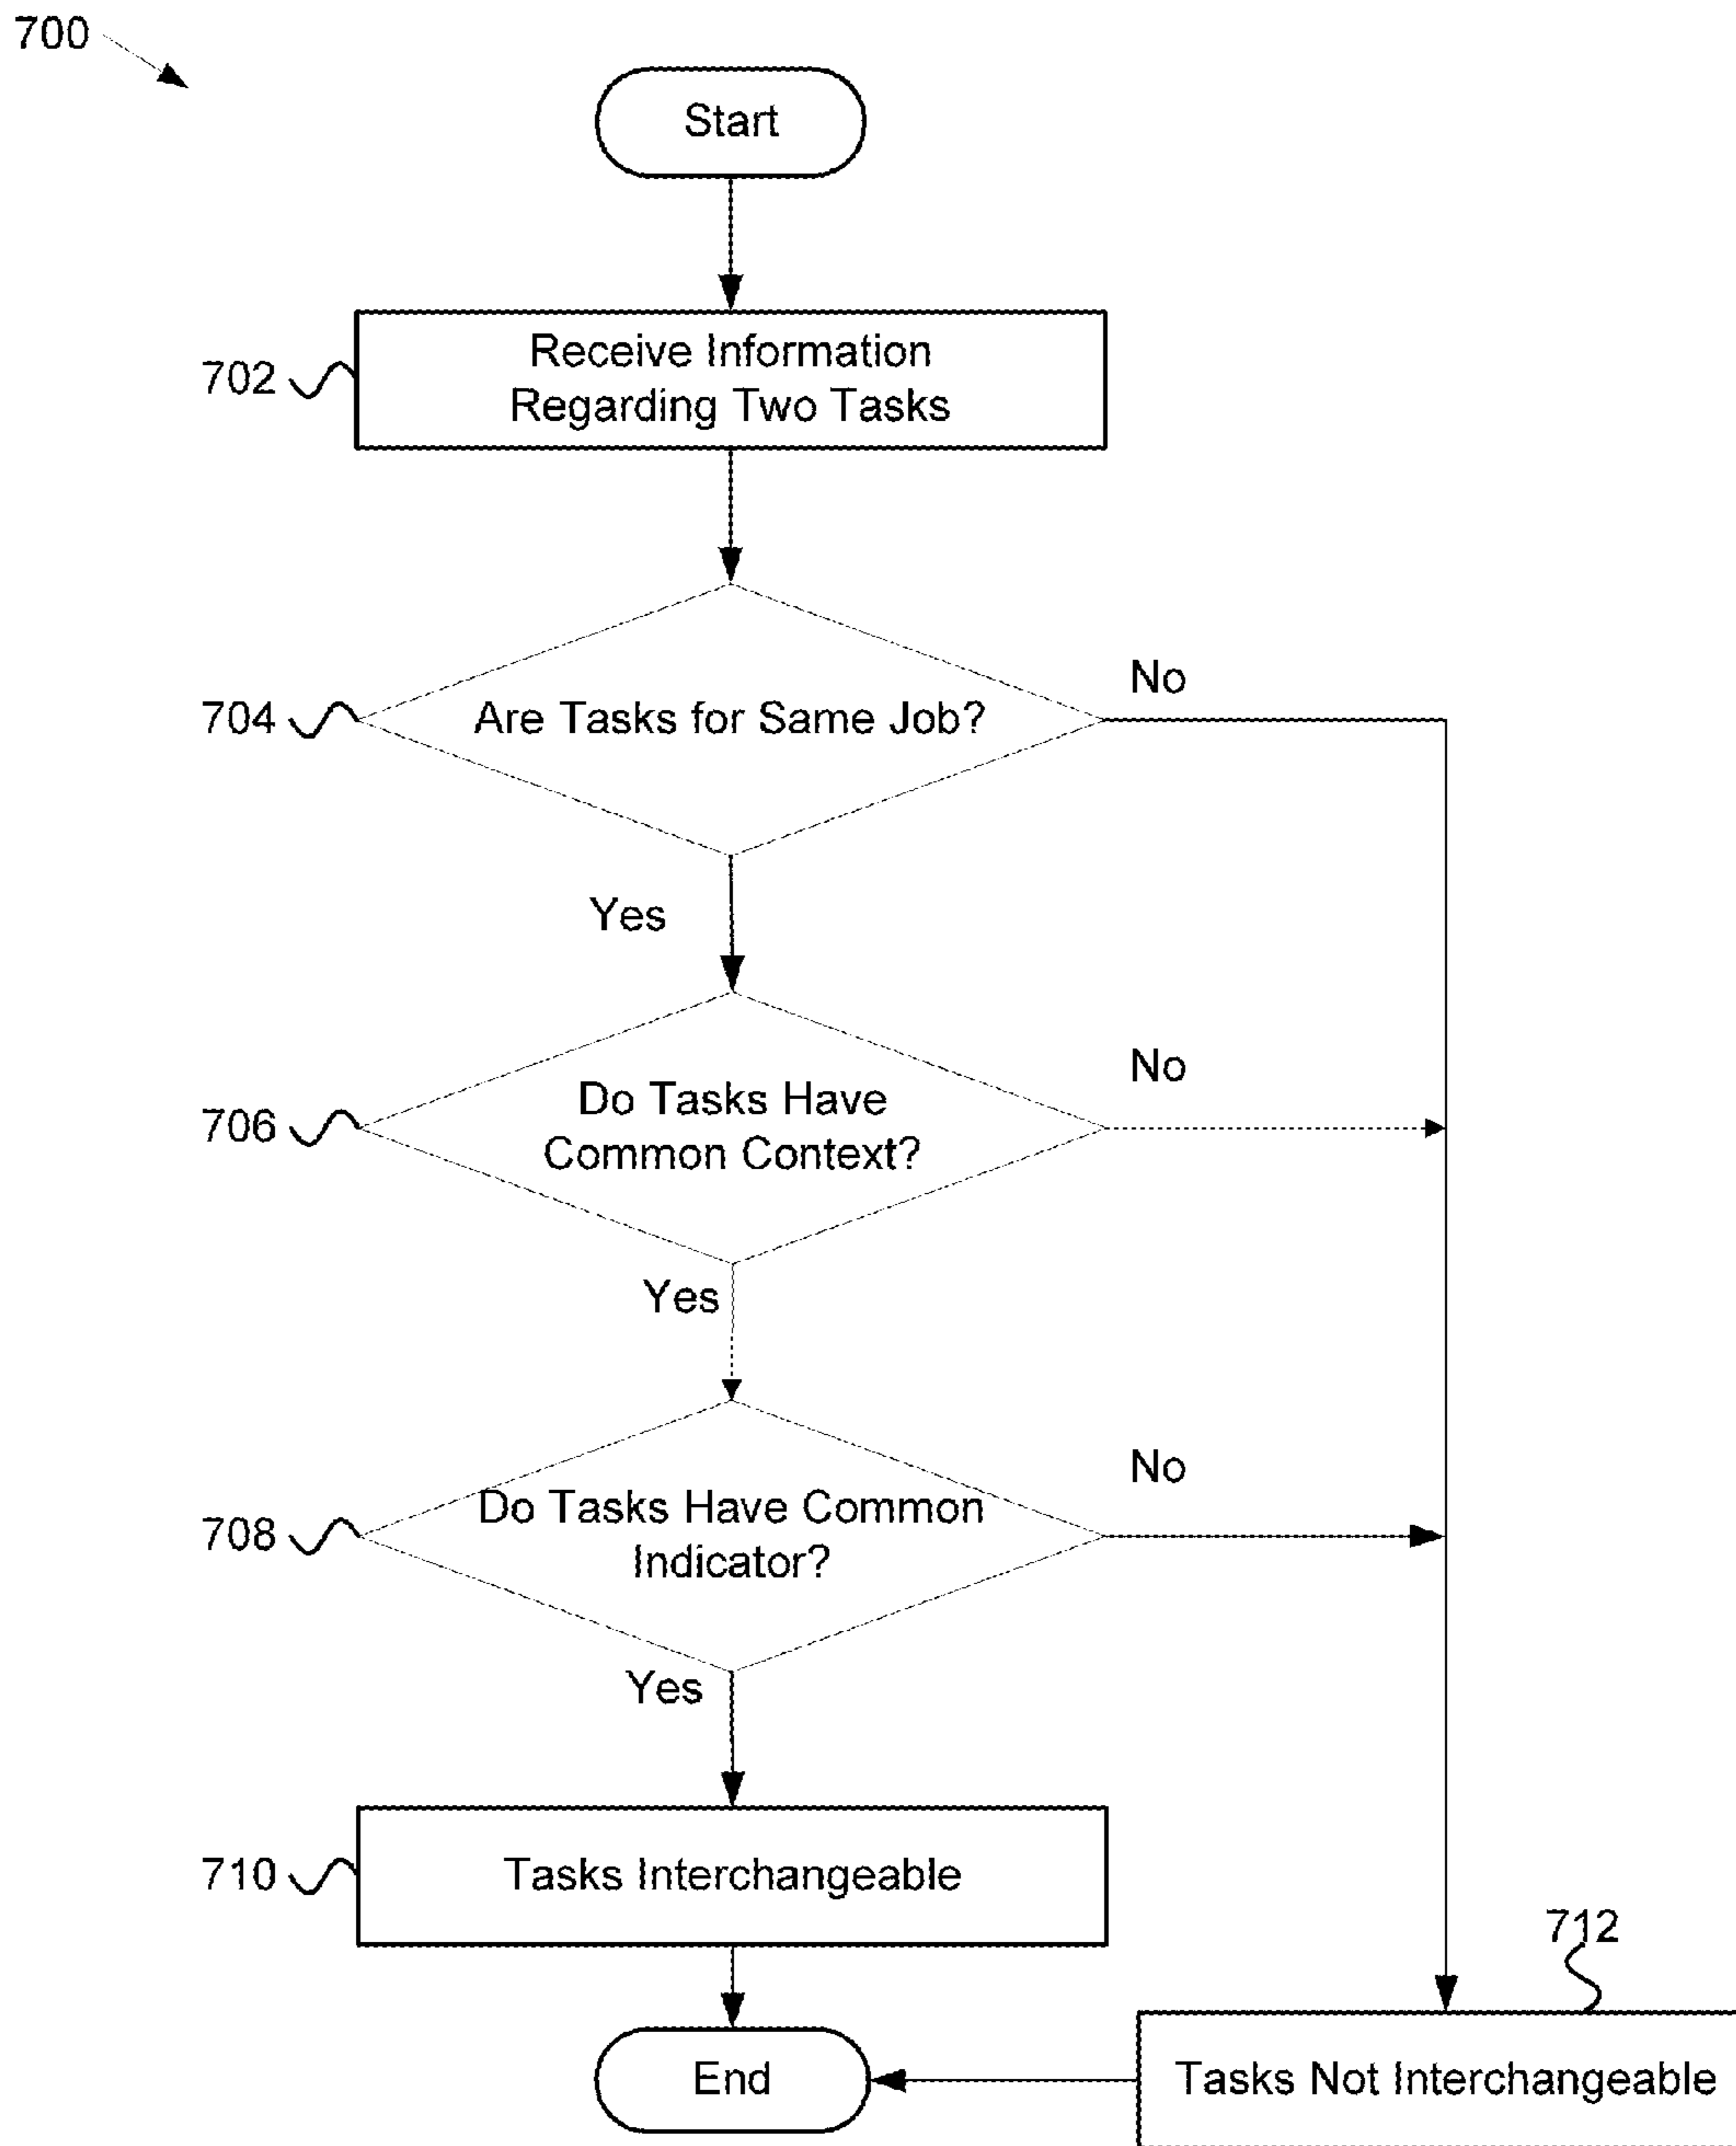 700
Start
702
Receive Information
Regarding Two Tasks
704
Are Tasks for Same Job?
No
Yes
706
Do Tasks Have
Common Context?
No
Yes
708
Do Tasks Have Common
Indicator?
No
Yes
710
Tasks Interchangeable
712
End
Tasks Not Interchangeable